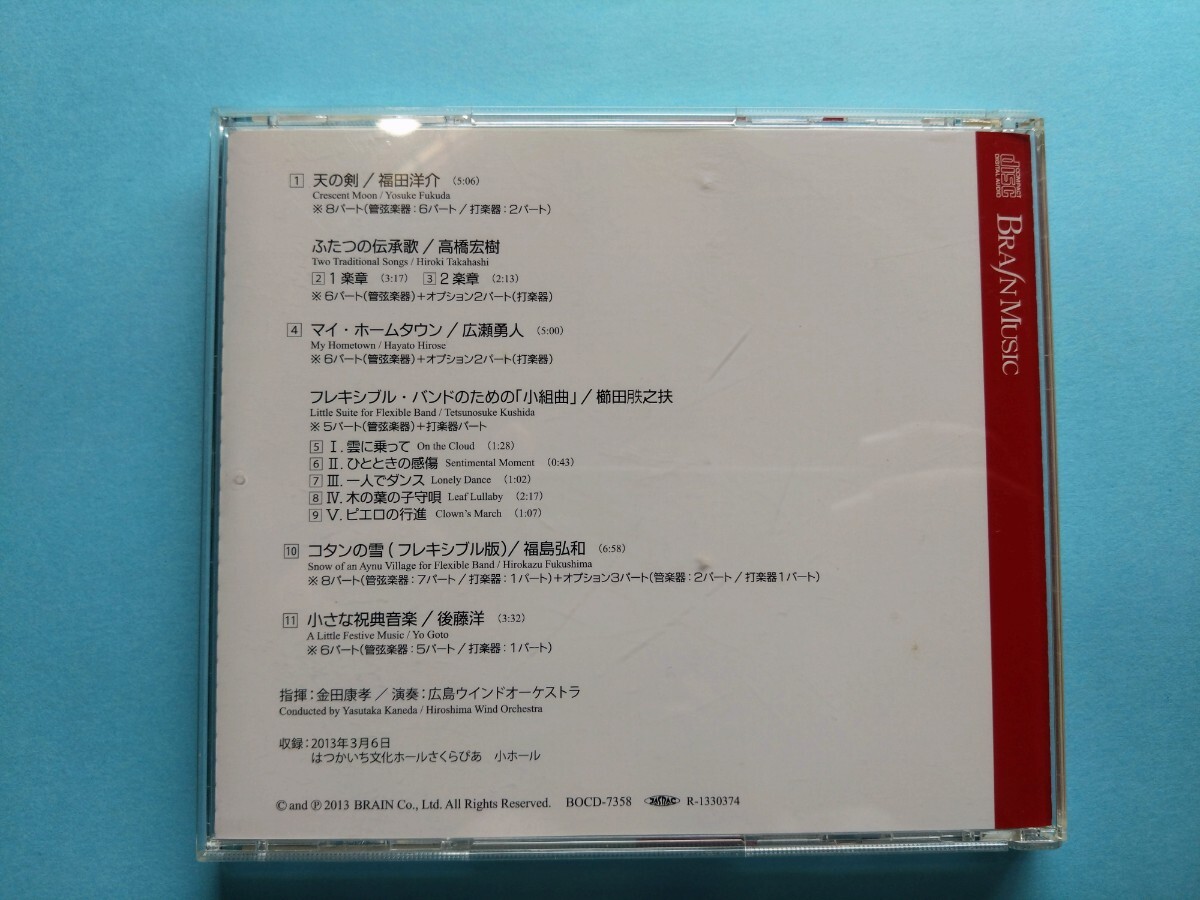 1 天の剣／福田洋介 （5:06）
Crescent Moon / Yosuke Fukuda
※8パート（管弦楽器：6パート／打楽器：2パート）
ふたつの伝承歌／高橋宏樹
Two Traditional Songs / Hiroki Takahashi
2 1楽章 （3:17） 3 2楽章 （2:13）
※6パート（管弦楽器）＋オプション2パート（打楽器）
4 マイ・ホームタウン／広瀬勇人 （5:00）
My Hometown / Hayato Hirose
※6パート（管弦楽器）＋オプション2パート（打楽器）
フレキシブル・バンドのための「小組曲」／櫛田胅之扶
Little Suite for Flexible Band / Tetsunosuke Kushida
※5パート（管弦楽器）＋打楽器パート
5 Ⅰ.雲に乗って On the Cloud （1:28）
6 Ⅱ.ひとときの感傷 Sentimental Moment （0:43）
7 Ⅲ.一人でダンス Lonely Dance （1:02）
8 Ⅳ.木の葉の子守唄 Leaf Lullaby （2:17）
9 Ⅴ.ピエロの行進 Clown's March （1:07）
10 コタンの雪（フレキシブル版）／福島弘和 （6:58）
Snow of an Aynu Village for Flexible Band / Hirokazu Fukushima
※8パート（管弦楽器：7パート／打楽器：1パート）＋オプション3パート（管楽器：2パート／打楽器1パート）
11 小さな祝典音楽／後藤洋 （3:32）
A Little Festive Music / Yo Goto
※6パート（管弦楽器：5パート／打楽器：1パート）
指揮：金田康孝／演奏：広島ウインドオーケストラ
Conducted by Yasutaka Kaneda / Hiroshima Wind Orchestra
収録：2013年3月6日
はつかいち文化ホールさくらぴあ　小ホール
©and ℗ 2013 BRAIN Co., Ltd. All Rights Reserved. BOCD-7358 JASRAC R-1330374
COMPACT
disc
DIGITAL AUDIO
BRAIN MUSIC